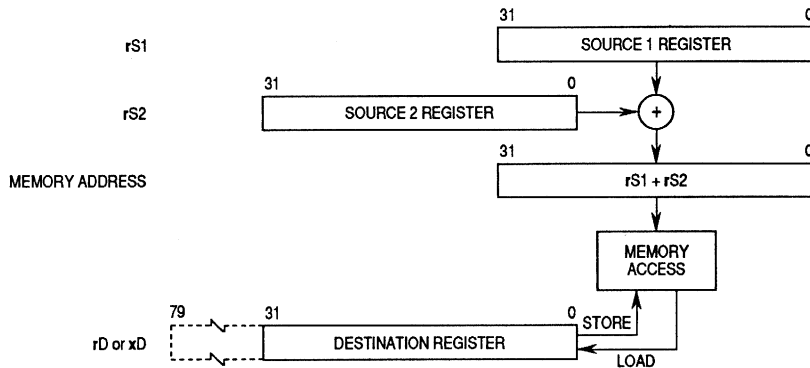 31 0
rS1 SOURCE 1 REGISTER
31 0
rS2 SOURCE 2 REGISTER +
31 0
MEMORY ADDRESS rS1 + rS2
MEMORY
ACCESS
79 31 0
STORE
rD or xD DESTINATION REGISTER
LOAD